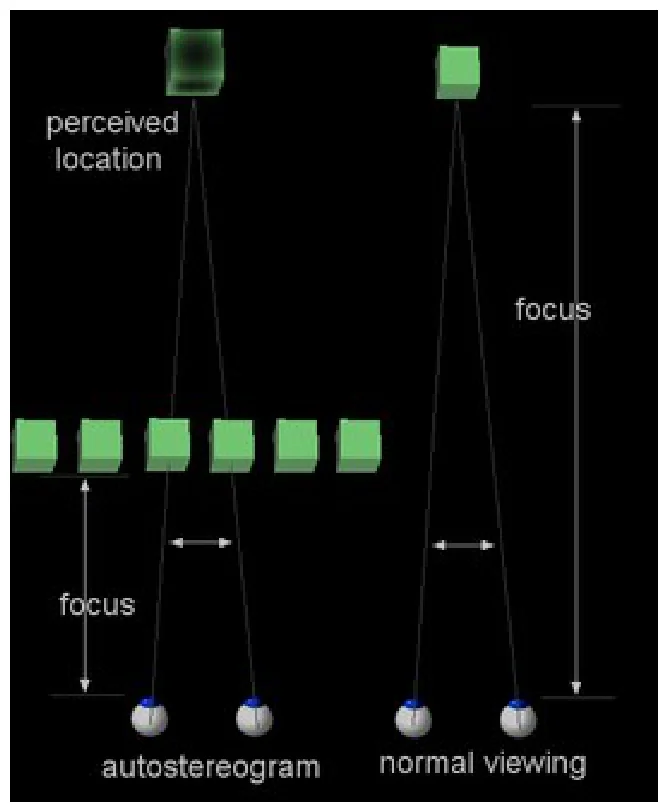 perceived
location
focus
focus
autostereogram
normal viewing